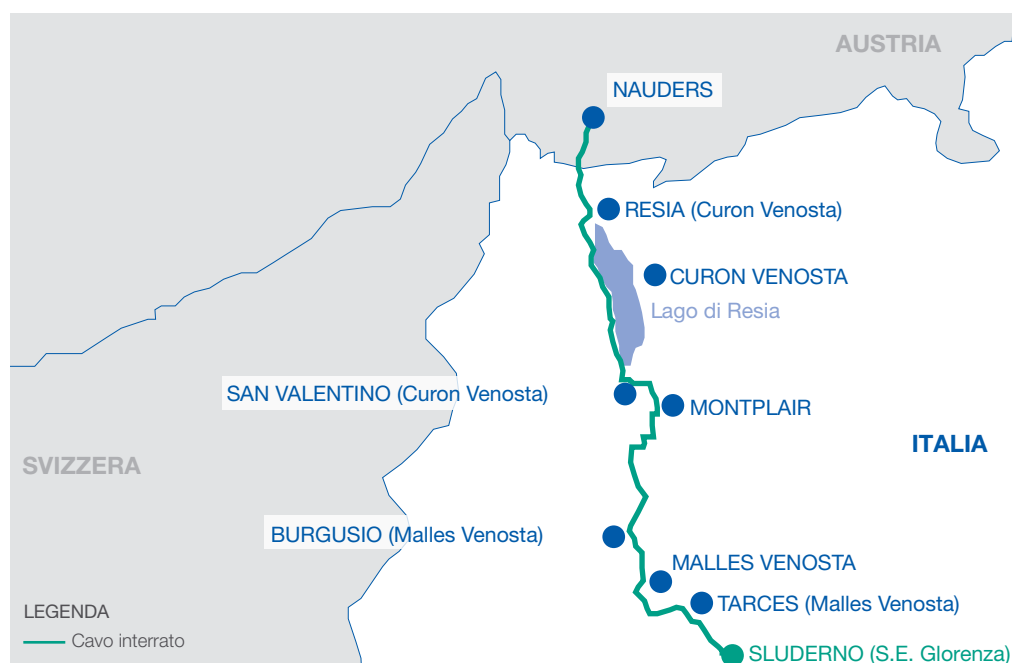 AUSTRIA
NAUDERS
RESIA (Curon Venosta)
CURON VENOSTA
Lago di Resia
SAN VALENTINO (Curon Venosta)
MONTPLAIR
ITALIA
SVIZZERA
BURGUSIO (Malles Venosta)
MALLES VENOSTA
TARCES (Malles Venosta)
LEGENDA
Cavo interrato
SLUDERNO (S.E. Glorenza)